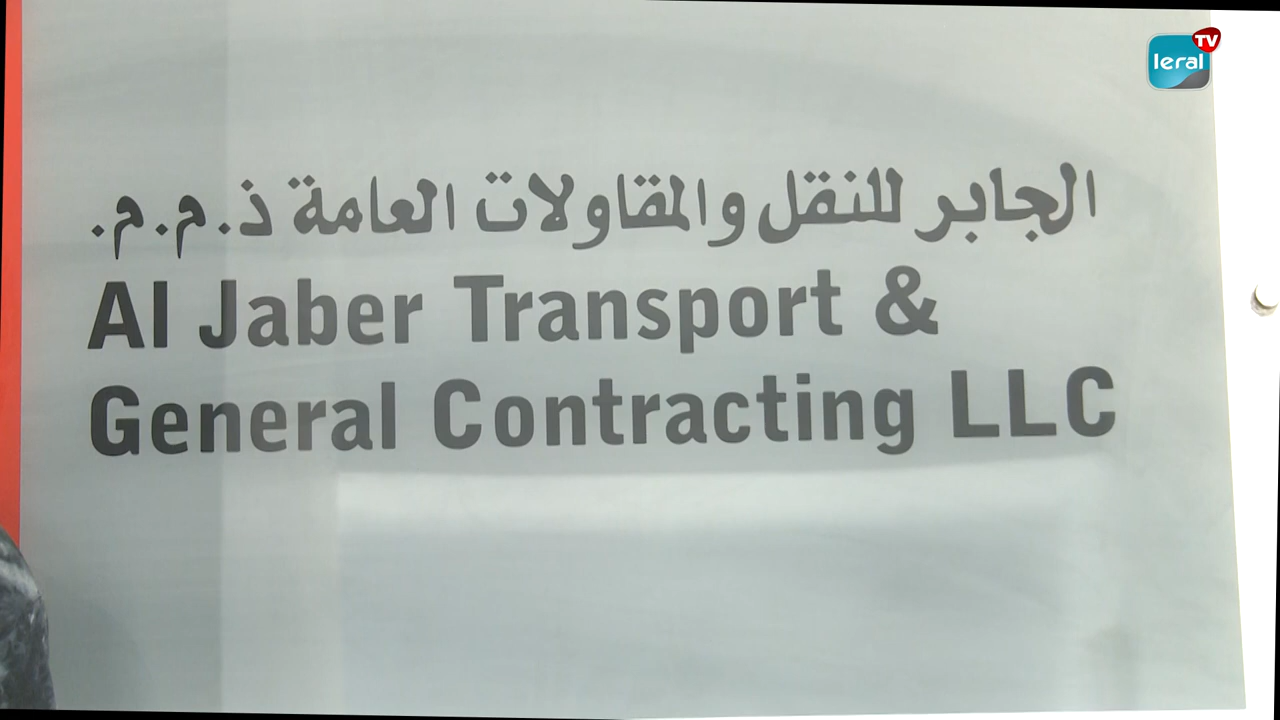 leral TV
الجابر للنقل والمقاولات العامة ذ.م.م.
Al Jaber Transport &
General Contracting LLC